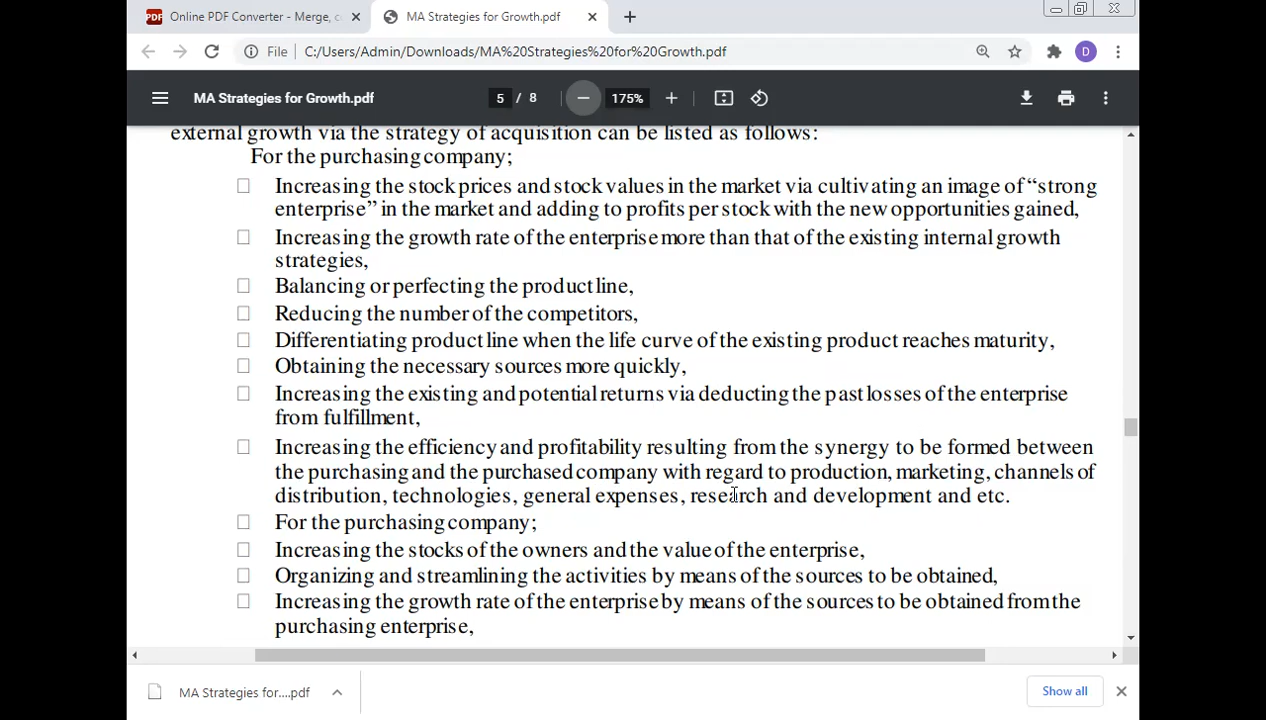 PDF Online PDF Converter - Merge, c
MA Strategies for Growth.pdf
File C:/Users/Admin/Downloads/MA%20Strategies%20for%20Growth.pdf
D
MA Strategies for Growth.pdf 5 / 8 175%
external growth via the strategy of acquisition can be listed as follows:
For the purchasing company;
Increasing the stock prices and stock values in the market via cultivating an image of “strong
enterprise” in the market and adding to profits per stock with the new opportunities gained,
Increasing the growth rate of the enterprise more than that of the existing internal growth
strategies,
Balancing or perfecting the product line,
Reducing the number of the competitors,
Differentiating product line when the life curve of the existing product reaches maturity,
Obtaining the necessary sources more quickly,
Increasing the existing and potential returns via deducting the past losses of the enterprise
from fulfillment,
Increasing the efficiency and profitability resulting from the synergy to be formed between
the purchasing and the purchased company with regard to production, marketing, channels of
distribution, technologies, general expenses, research and development and etc.
For the purchasing company;
Increasing the stocks of the owners and the value of the enterprise,
Organizing and streamlining the activities by means of the sources to be obtained,
Increasing the growth rate of the enterprise by means of the sources to be obtained from the
purchasing enterprise,
MA Strategies for....pdf
Show all